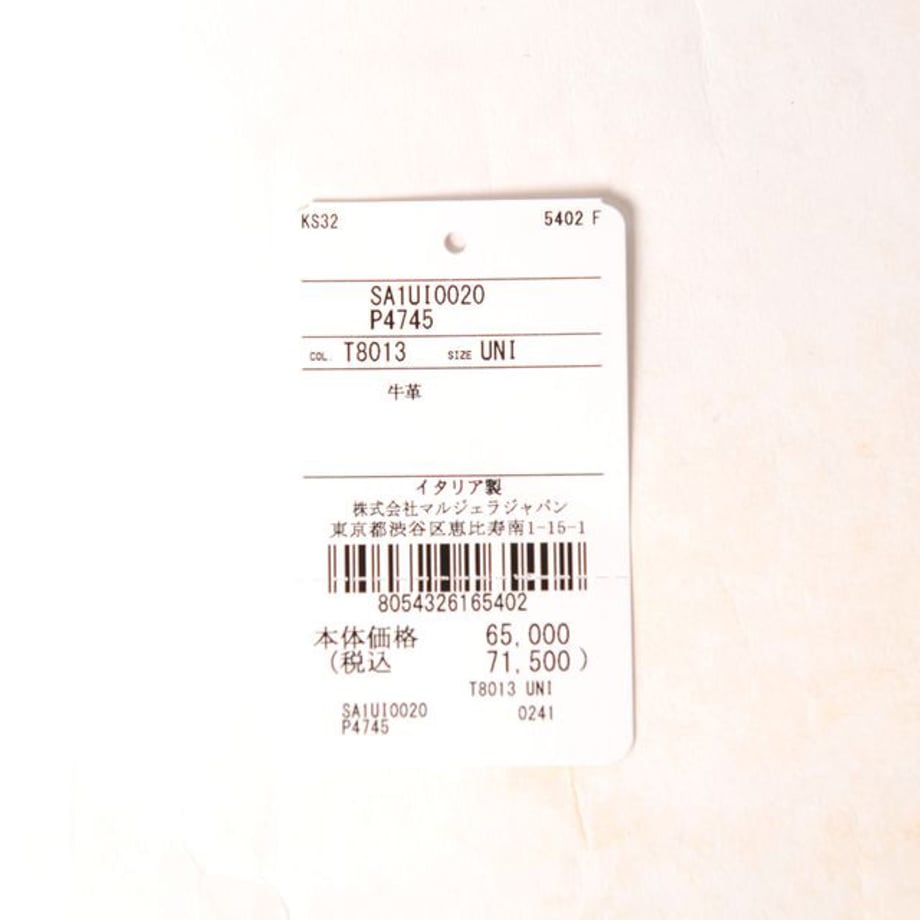 KS32 5402 F
SA1UI0020
P4745
COL. T8013 SIZE UNI
牛革
イタリア製
株式会社マルジェラジャパン
東京都渋谷区恵比寿南1-15-1
8054326165402
本体価格 65,000
(税込 71,500)
T8013 UNI
SA1UI0020 0241
P4745